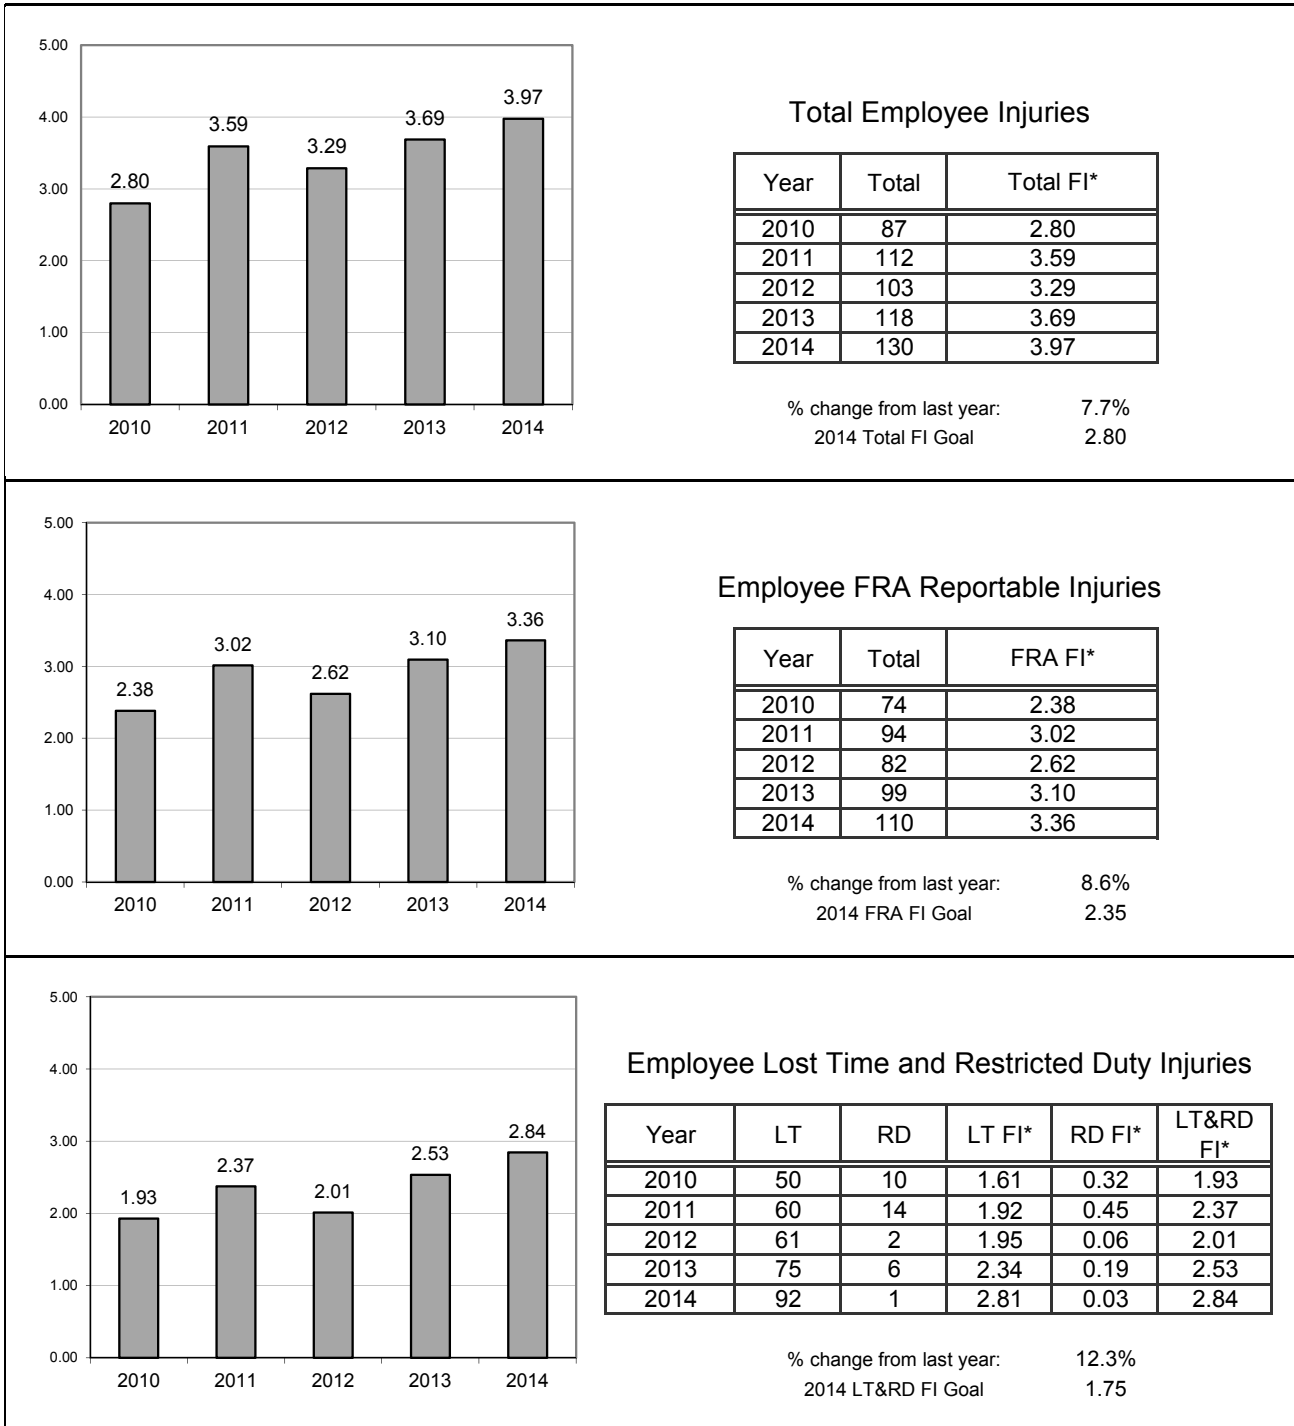 5.00
4.00
3.00
2.00
1.00
0.00
2.80
3.59
3.29
3.69
3.97
2010 2011 2012 2013 2014
Total Employee Injuries
Year Total Total FI*
2010 87 2.80
2011 112 3.59
2012 103 3.29
2013 118 3.69
2014 130 3.97
% change from last year: 7.7%
2014 Total FI Goal 2.80
5.00
4.00
3.00
2.00
1.00
0.00
2.38
3.02
2.62
3.10
3.36
2010 2011 2012 2013 2014
Employee FRA Reportable Injuries
Year Total FRA FI*
2010 74 2.38
2011 94 3.02
2012 82 2.62
2013 99 3.10
2014 110 3.36
% change from last year: 8.6%
2014 FRA FI Goal 2.35
5.00
4.00
3.00
2.00
1.00
0.00
1.93
2.37
2.01
2.53
2.84
2010 2011 2012 2013 2014
Employee Lost Time and Restricted Duty Injuries
Year LT RD LT FI* RD FI* LT&RD
FI*
2010 50 10 1.61 0.32 1.93
2011 60 14 1.92 0.45 2.37
2012 61 2 1.95 0.06 2.01
2013 75 6 2.34 0.19 2.53
2014 92 1 2.81 0.03 2.84
% change from last year: 12.3%
2014 LT&RD FI Goal 1.75